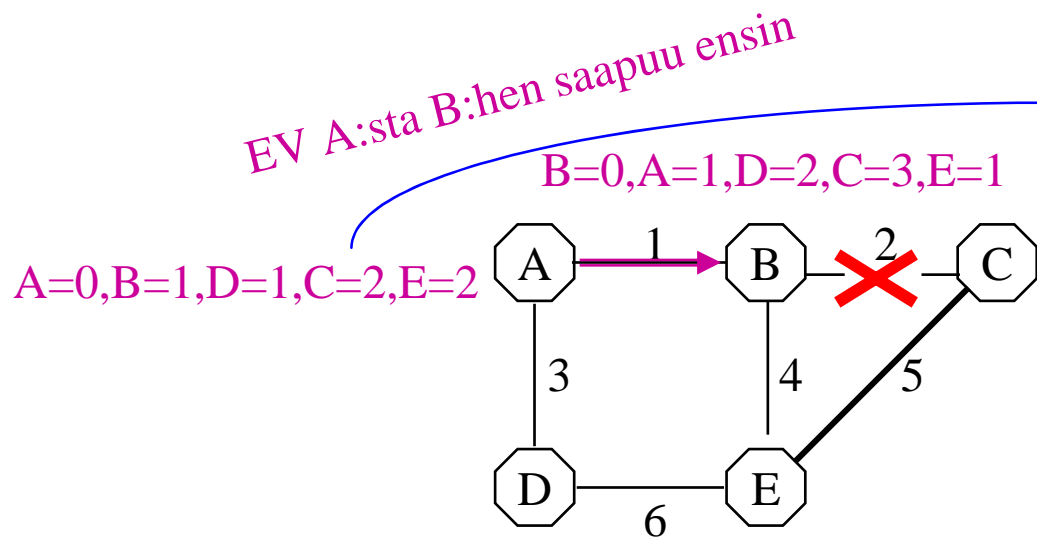 EV A:sta B:hen saapuu ensin
B=0,A=1,D=2,C=3,E=1
A=0,B=1,D=1,C=2,E=2
A
1
B
2
C
3
4
5
D
E
6